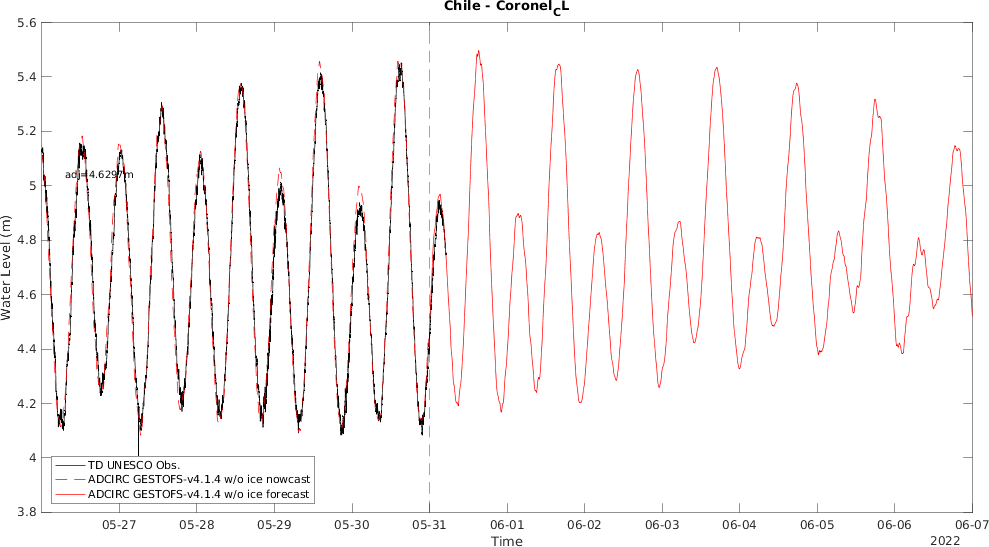 Chile - Coronel_CL
5.6
5.4
5.2
5
4.8
4.6
4.4
4.2
4
3.8
Water Level (m)
adj=4.6297m
TD UNESCO Obs.
ADCIRC GESTOFS-v4.1.4 w/o ice nowcast
ADCIRC GESTOFS-v4.1.4 w/o ice forecast
05-27 05-28 05-29 05-30 05-31 06-01 06-02 06-03 06-04 06-05 06-06 06-07
Time
2022